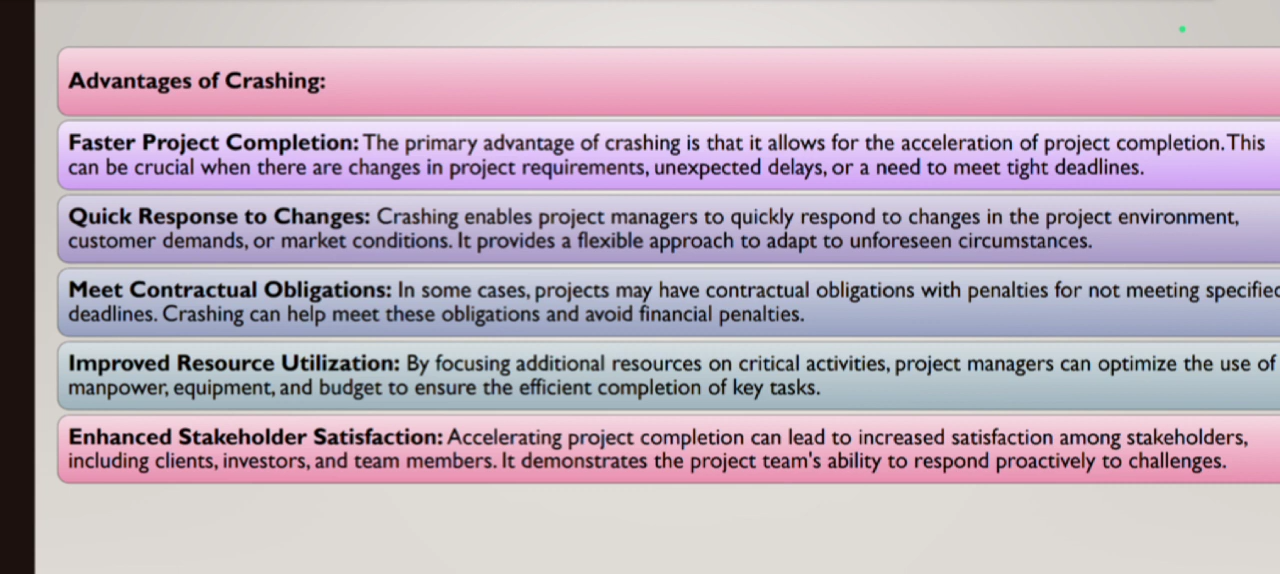 Advantages of Crashing:
Faster Project Completion: The primary advantage of crashing is that it allows for the acceleration of project completion. This
can be crucial when there are changes in project requirements, unexpected delays, or a need to meet tight deadlines.
Quick Response to Changes: Crashing enables project managers to quickly respond to changes in the project environment,
customer demands, or market conditions. It provides a flexible approach to adapt to unforeseen circumstances.
Meet Contractual Obligations: In some cases, projects may have contractual obligations with penalties for not meeting specified
deadlines. Crashing can help meet these obligations and avoid financial penalties.
Improved Resource Utilization: By focusing additional resources on critical activities, project managers can optimize the use of
manpower, equipment, and budget to ensure the efficient completion of key tasks.
Enhanced Stakeholder Satisfaction: Accelerating project completion can lead to increased satisfaction among stakeholders,
including clients, investors, and team members. It demonstrates the project team's ability to respond proactively to challenges.